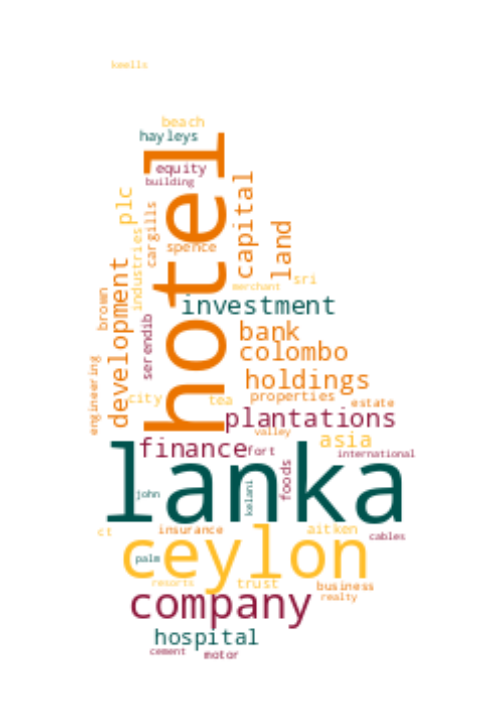 keells
beach
hayleys
equity
building
hotel
plc
cargills
capital
land
spence
industries
sri
merchant
development
brown
serendib
investment
bank
colombo
engineering
holdings
city
tea
properties
estate
plantations
valley
asia
finance
fort
international
lanka
john
kelani
foods
ct
insurance
aitken
cables
ceylon
palm
resorts
trust
business
realty
company
hospital
cement
motor